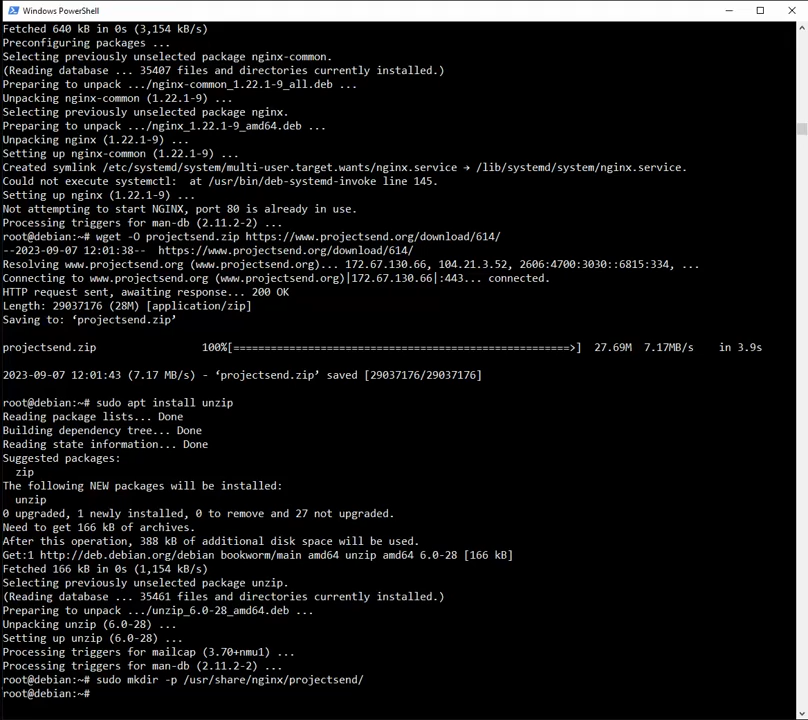 Windows PowerShell
Fetched 640 kB in 0s (3,154 kB/s)
Preconfiguring packages ...
Selecting previously unselected package nginx-common.
(Reading database ... 35407 files and directories currently installed.)
Preparing to unpack .../nginx-common_1.22.1-9_all.deb ...
Unpacking nginx-common (1.22.1-9) ...
Selecting previously unselected package nginx.
Preparing to unpack .../nginx_1.22.1-9_amd64.deb ...
Unpacking nginx (1.22.1-9) ...
Setting up nginx-common (1.22.1-9) ...
Created symlink /etc/systemd/system/multi-user.target.wants/nginx.service → /lib/systemd/system/nginx.service.
Could not execute systemctl:  at /usr/bin/deb-systemd-invoke line 145.
Setting up nginx (1.22.1-9) ...
Not attempting to start NGINX, port 80 is already in use.
Processing triggers for man-db (2.11.2-2) ...
root@debian:~# wget -O projectsend.zip https://www.projectsend.org/download/614/
--2023-09-07 12:01:38--  https://www.projectsend.org/download/614/
Resolving www.projectsend.org (www.projectsend.org)... 172.67.130.66, 104.21.3.52, 2606:4700:3030::6815:334, ...
Connecting to www.projectsend.org (www.projectsend.org)|172.67.130.66|:443... connected.
HTTP request sent, awaiting response... 200 OK
Length: 29037176 (28M) [application/zip]
Saving to: ‘projectsend.zip’
projectsend.zip 100%[======================================================>] 27.69M 7.17MB/s in 3.9s
2023-09-07 12:01:43 (7.17 MB/s) - ‘projectsend.zip’ saved [29037176/29037176]
root@debian:~# sudo apt install unzip
Reading package lists... Done
Building dependency tree... Done
Reading state information... Done
Suggested packages:
zip
The following NEW packages will be installed:
unzip
0 upgraded, 1 newly installed, 0 to remove and 27 not upgraded.
Need to get 166 kB of archives.
After this operation, 388 kB of additional disk space will be used.
Get:1 http://deb.debian.org/debian bookworm/main amd64 unzip amd64 6.0-28 [166 kB]
Fetched 166 kB in 0s (1,154 kB/s)
Selecting previously unselected package unzip.
(Reading database ... 35461 files and directories currently installed.)
Preparing to unpack .../unzip_6.0-28_amd64.deb ...
Unpacking unzip (6.0-28) ...
Setting up unzip (6.0-28) ...
Processing triggers for mailcap (3.70+nmu1) ...
Processing triggers for man-db (2.11.2-2) ...
root@debian:~# sudo mkdir -p /usr/share/nginx/projectsend/
root@debian:~#